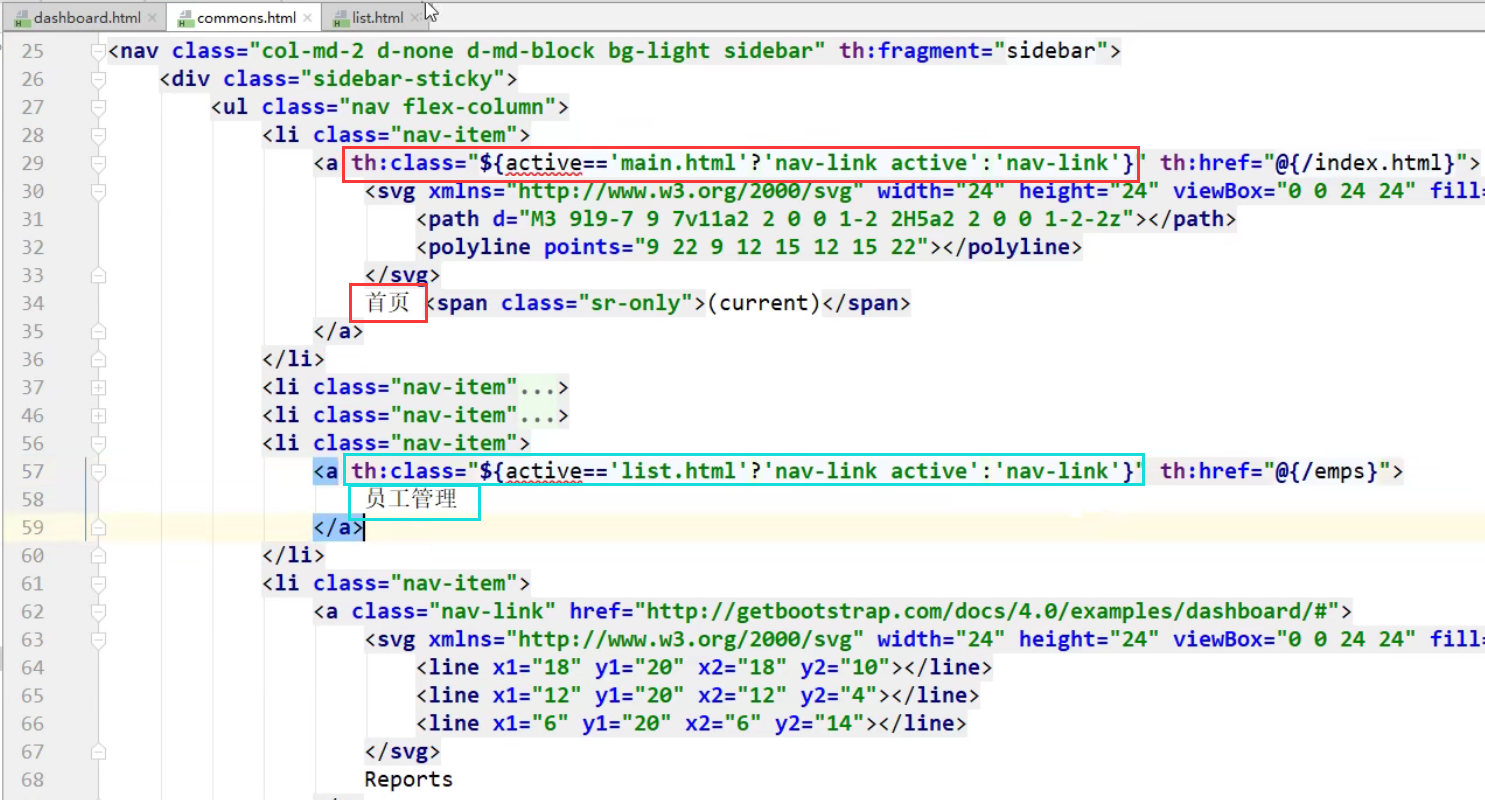 dashboard.html commons.html list.html
25 <nav class="col-md-2 d-none d-md-block bg-light sidebar" th:fragment="sidebar">
26 <div class="sidebar-sticky">
27 <ul class="nav flex-column">
28 <li class="nav-item">
29 <a th:class="${active=='main.html'?'nav-link active':'nav-link'}" th:href="@{/index.html}">
30 <svg xmlns="http://www.w3.org/2000/svg" width="24" height="24" viewBox="0 0 24 24" fill=
31 <path d="M3 9l9-7 9 7v11a2 2 0 0 1-2 2H5a2 2 0 0 1-2-2z"></path>
32 <polyline points="9 22 9 12 15 12 15 22"></polyline>
33 </svg>
34 首页 <span class="sr-only">(current)</span>
35 </a>
36 </li>
37 <li class="nav-item"...>
46 <li class="nav-item"...>
56 <li class="nav-item">
57 <a th:class="${active=='list.html'?'nav-link active':'nav-link'}" th:href="@{/emps}">
58 员工管理
59 </a>
60 </li>
61 <li class="nav-item">
62 <a class="nav-link" href="http://getbootstrap.com/docs/4.0/examples/dashboard/#">
63 <svg xmlns="http://www.w3.org/2000/svg" width="24" height="24" viewBox="0 0 24 24" fill=
64 <line x1="18" y1="20" x2="18" y2="10"></line>
65 <line x1="12" y1="20" x2="12" y2="4"></line>
66 <line x1="6" y1="20" x2="6" y2="14"></line>
67 </svg>
68 Reports